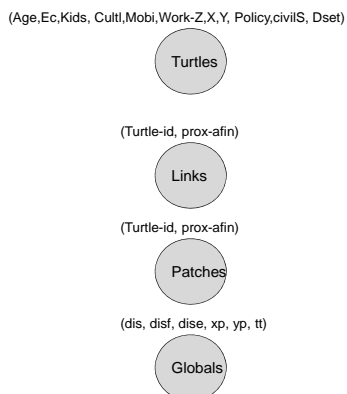 (Age,Ec,Kids, Cultl,Mobi,Work-Z,X,Y, Policy,civilS, Dset)
Turtles
(Turtle-id, prox-afin)
Links
(Turtle-id, prox-afin)
Patches
(dis, disf, dise, xp, yp, tt)
Globals